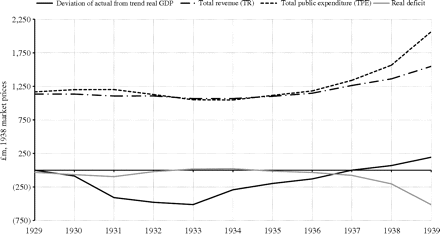 Deviation of actual from trend real GDP Total revenue (TR) Total public expenditure (TPE) Real deficit
2,250
1,750
1,250
750
250
(250)
(750)
£m, 1938 market prices
1929 1930 1931 1932 1933 1934 1935 1936 1937 1938 1939